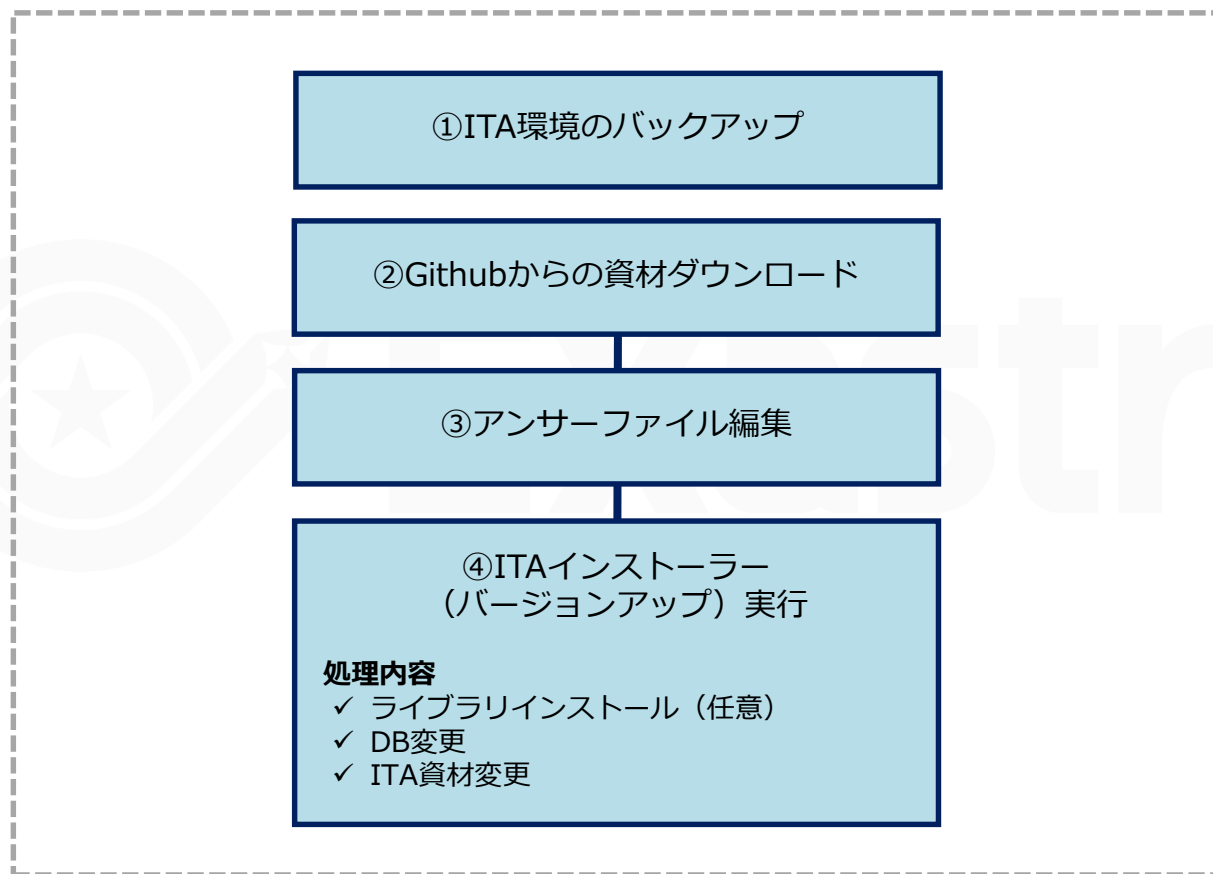 ①ITA環境のバックアップ
②Githubからの資材ダウンロード
③アンサーファイル編集
④ITAインストーラー
（バージョンアップ）実行
処理内容
✓ ライブラリインストール（任意）
✓ DB変更
✓ ITA資材変更